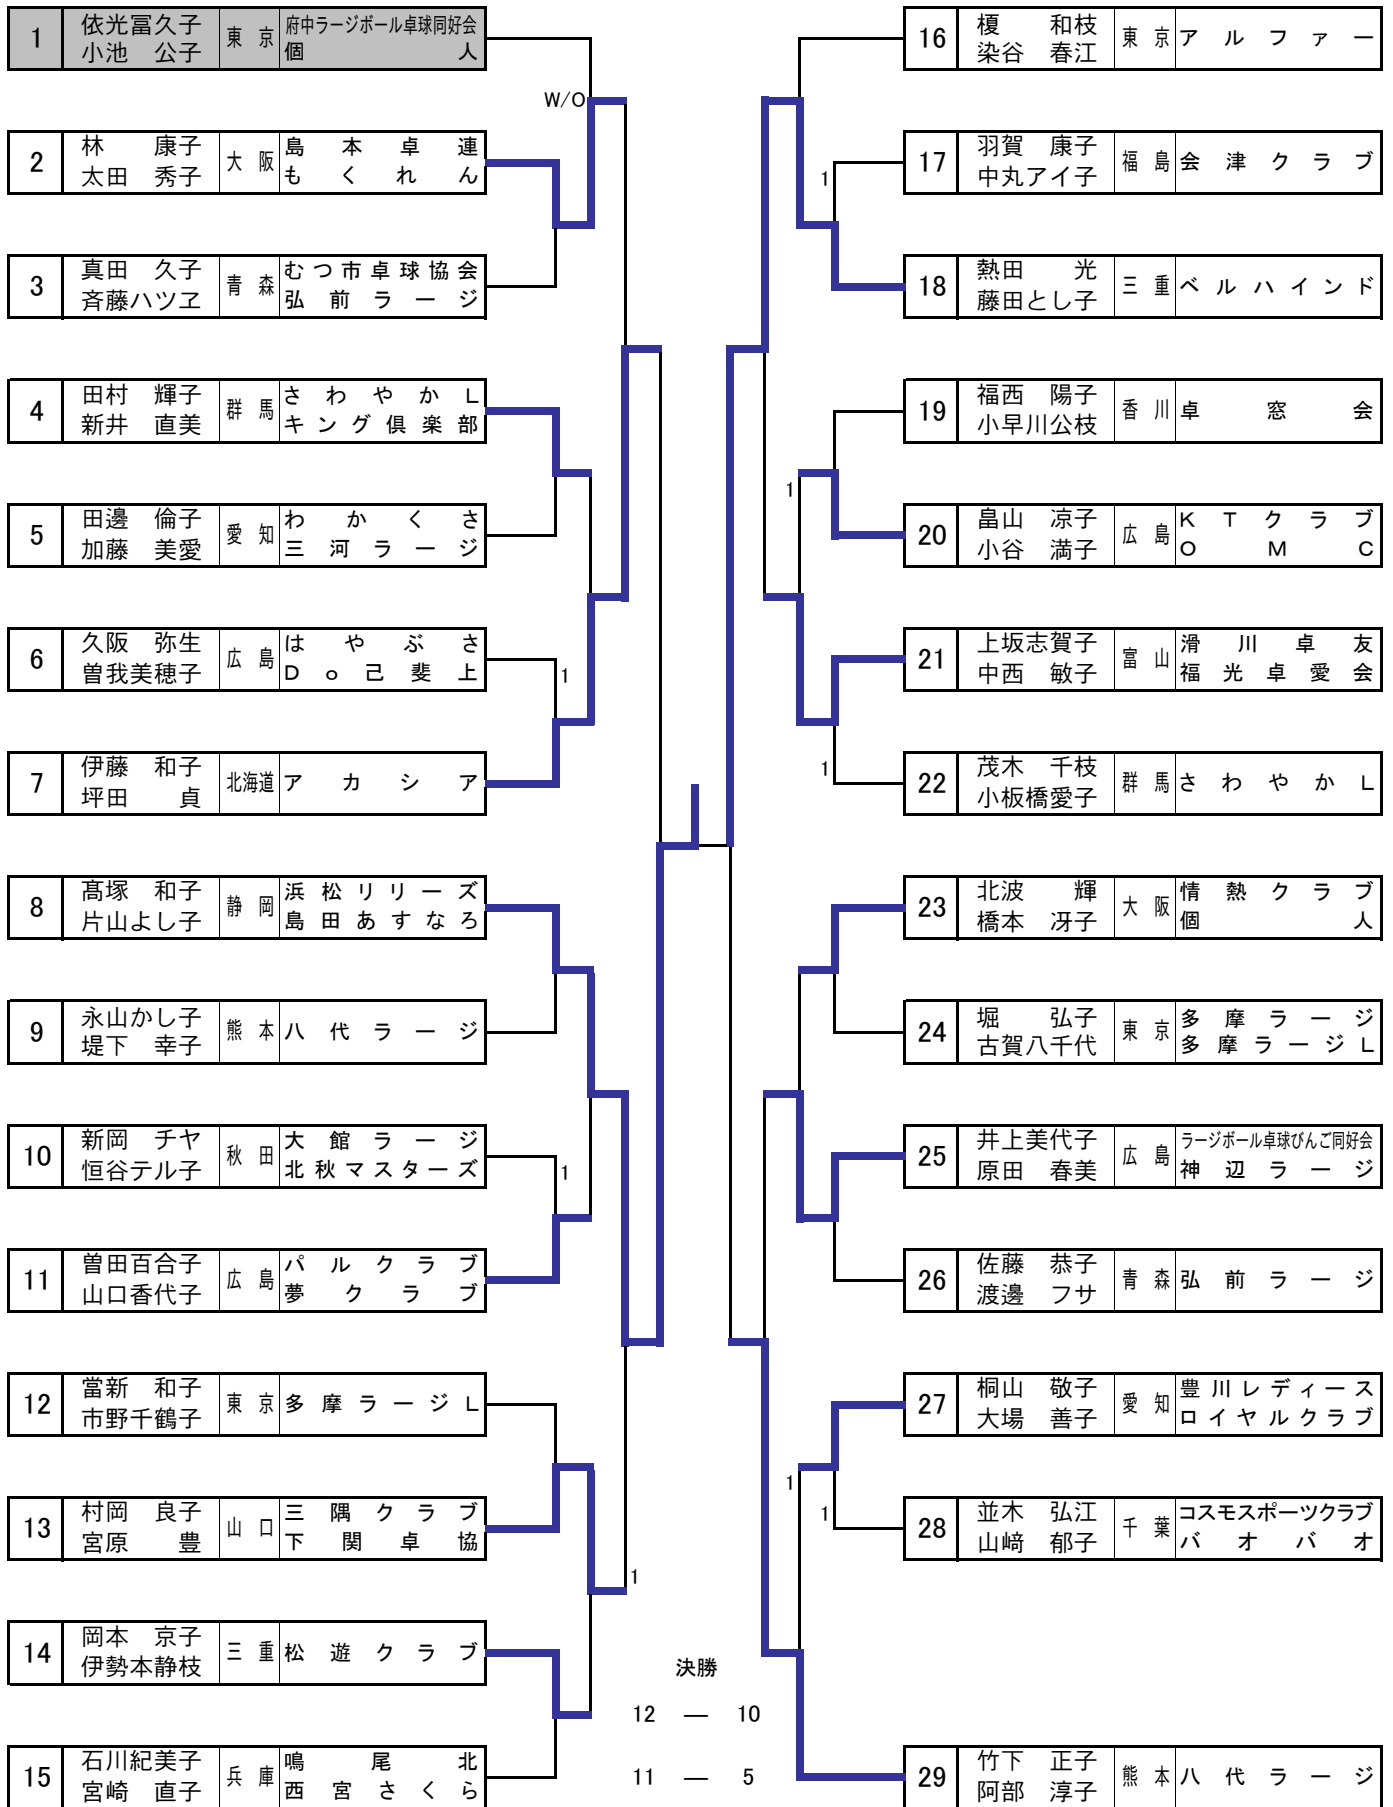 1 依光冨久子 東京 府中ラージボール卓球同好会
小池 公子 個人
W/O
2 林 康子 大阪 島本卓連
太田 秀子 もくれん
3 真田 久子 青森 むつ市卓球協会
斉藤ハツヱ 弘前ラージ
4 田村 輝子 群馬 さわやかL
新井 直美 キング倶楽部
5 田邊 倫子 愛知 わかくさ
加藤 美愛 三河ラージ
6 久阪 弥生 広島 はやぶさ
曽我美穂子 Do己斐上
1
7 伊藤 和子 北海道 アカシア
坪田 貞
8 髙塚 和子 静岡 浜松リリーズ
片山よし子 島田あすなろ
9 永山かし子 熊本 八代ラージ
堤下 幸子
10 新岡 チヤ 秋田 大館ラージ
恒谷テル子 北秋マスターズ
1
11 曽田百合子 広島 パルクラブ
山口香代子 夢クラブ
12 當新 和子 東京 多摩ラージL
市野千鶴子
13 村岡 良子 山口 三隅クラブ
宮原 豊 下関卓協
1
14 岡本 京子 三重 松遊クラブ
伊勢本静枝
15 石川紀美子 兵庫 鳴尾北
宮崎 直子 西宮さくら
決勝
12 ― 10
11 ― 5
16 榎 和枝 東京 アルファー
染谷 春江
17 羽賀 康子 福島 会津クラブ
中丸アイ子
1
18 熱田 光 三重 ベルハインド
藤田とし子
19 福西 陽子 香川 卓窓会
小早川公枝
1
20 畠山 凉子 広島 KTクラブ
小谷 満子 OMC
21 上坂志賀子 富山 滑川卓友
中西 敏子 福光卓愛会
1
22 茂木 千枝 群馬 さわやかL
小板橋愛子
23 北波 輝 大阪 情熱クラブ
橋本 冴子 個人
24 堀 弘子 東京 多摩ラージ
古賀八千代 多摩ラージL
25 井上美代子 広島 ラージボール卓球びんご同好会
原田 春美 神辺ラージ
26 佐藤 恭子 青森 弘前ラージ
渡邊 フサ
27 桐山 敬子 愛知 豊川レディース
大場 善子 ロイヤルクラブ
1
1
28 並木 弘江 千葉 コスモスポーツクラブ
山﨑 郁子 バオバオ
29 竹下 正子 熊本 八代ラージ
阿部 淳子